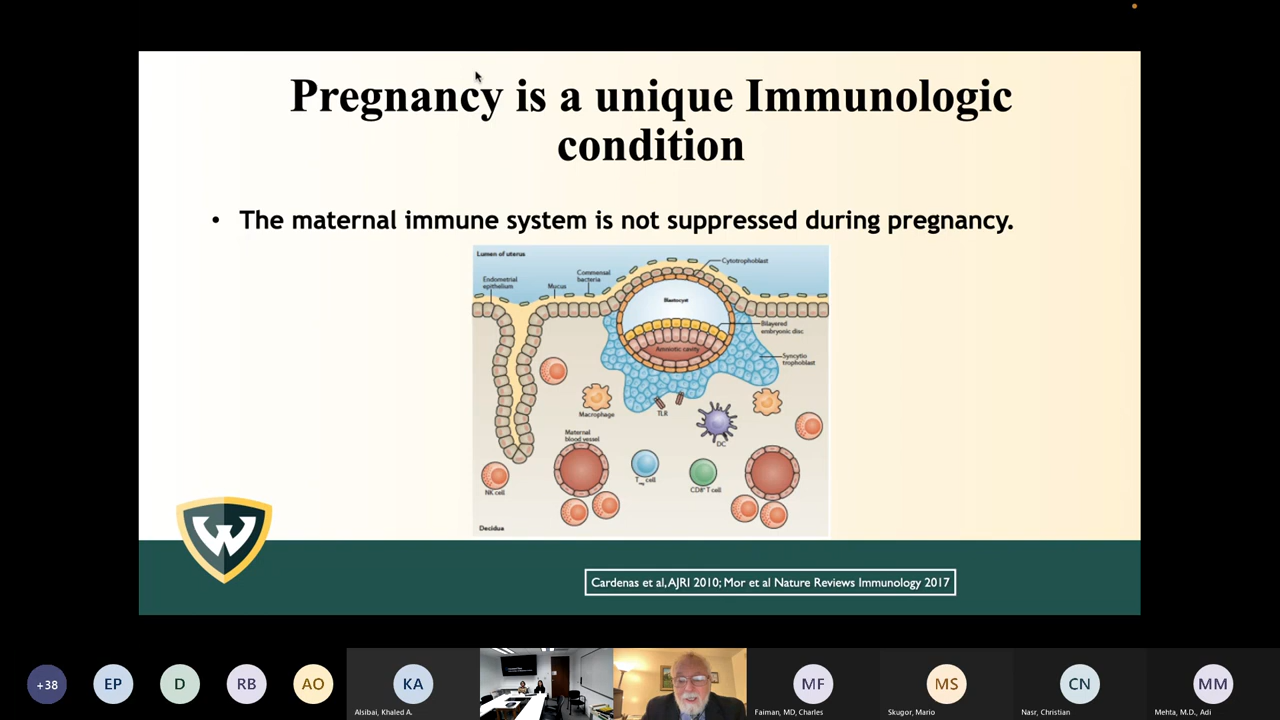 Pregnancy is a unique Immunologic
condition
• The maternal immune system is not suppressed during pregnancy.
Lumen of uterus
Cytotrophoblast
Endometrial
epithelium
Commensal
bacteria
Mucus
Blastocyst
Bilayered
embryonic disc
Amniotic cavity
Syncytio
trophoblast
Macrophage
TLR
DC
Maternal
blood vessel
NK cell
Treg cell
CD8+ T cell
Decidua
W
Cardenas et al, AJRI 2010; Mor et al Nature Reviews Immunology 2017
+38
EP
D
RB
AO
KA
Alsibai, Khaled A.
MF
Faiman, MD, Charles
MS
Skugor, Mario
CN
Nasr, Christian
MM
Mehta, M.D., Adi